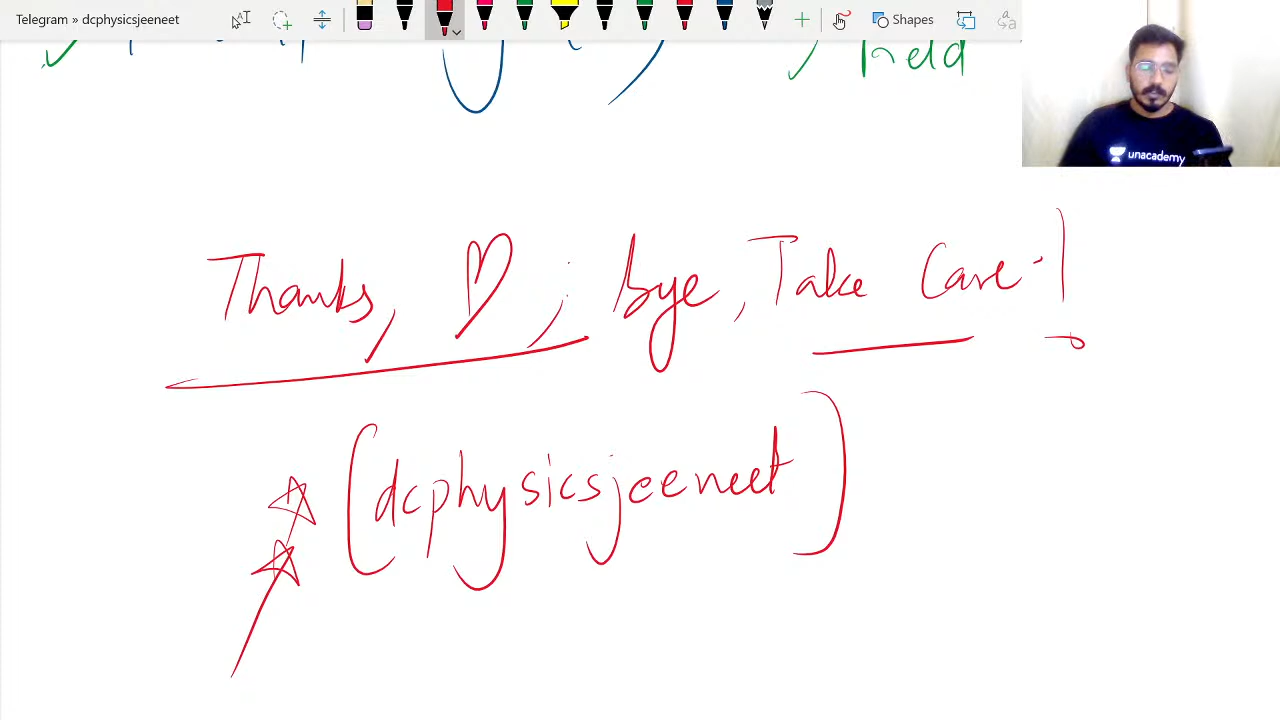 Telegram » dcphysicsjeeneet
Shapes
field
unacademy
Thanks, ; bye, Take Care !
(dcphysicsjeeneet)